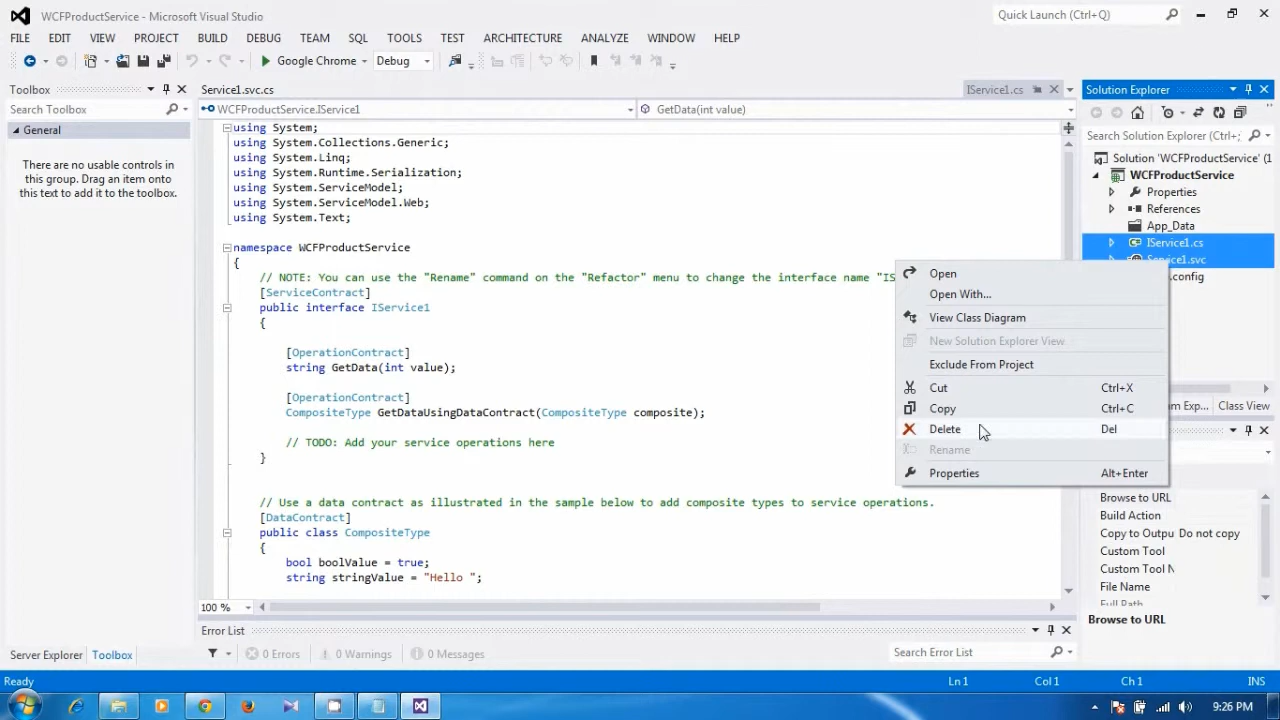 WCFProductService - Microsoft Visual Studio
Quick Launch (Ctrl+Q)
FILE EDIT VIEW PROJECT BUILD DEBUG TEAM SQL TOOLS TEST ARCHITECTURE ANALYZE WINDOW HELP
Google Chrome Debug
Toolbox
Search Toolbox
General
There are no usable controls in
this group. Drag an item onto
this text to add it to the toolbox.
Server Explorer Toolbox
Service1.svc.cs IService1.cs
WCFProductService.IService1 GetData(int value)
using System;
using System.Collections.Generic;
using System.Linq;
using System.Runtime.Serialization;
using System.ServiceModel;
using System.ServiceModel.Web;
using System.Text;
namespace WCFProductService
{
// NOTE: You can use the "Rename" command on the "Refactor" menu to change the interface name "IS
[ServiceContract]
public interface IService1
{
[OperationContract]
string GetData(int value);
[OperationContract]
CompositeType GetDataUsingDataContract(CompositeType composite);
// TODO: Add your service operations here
}
// Use a data contract as illustrated in the sample below to add composite types to service operations.
[DataContract]
public class CompositeType
{
bool boolValue = true;
string stringValue = "Hello ";
100 %
Error List
0 Errors 0 Warnings 0 Messages
Search Error List
Solution Explorer
Search Solution Explorer (Ctrl+;
Solution 'WCFProductService' (1
WCFProductService
Properties
References
App_Data
IService1.cs
Service1.svc
.config
Open
Open With...
View Class Diagram
New Solution Explorer View
Exclude From Project
Cut Ctrl+X
Copy Ctrl+C
Delete Del
Rename
Properties Alt+Enter
m Exp... Class View
Browse to URL
Build Action
Copy to Outpu Do not copy
Custom Tool
Custom Tool N
File Name
Full Path
Browse to URL
Ready Ln 1 Col 1 Ch 1 INS
9:26 PM